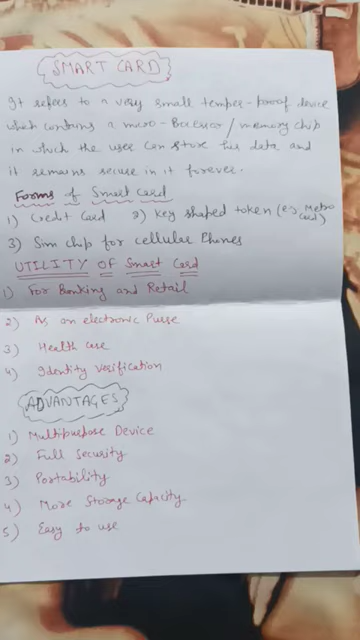 SMART CARD
It refers to a very small temper-proof device
which contains a micro-Processor/memory chip
in which the user can store his data and
it remains secure in it forever.
Forms of Smart Card
1) Credit Card 2) Key shaped token (eg Metro Card)
3) Sim chip for cellular Phones
UTILITY OF Smart Card
1) For Banking and Retail
2) As an electronic Purse
3) Health care
4) Identity verification
ADVANTAGES
1) Multipurpose Device
2) Full Security
3) Portability
4) More Storage Capacity
5) Easy to use